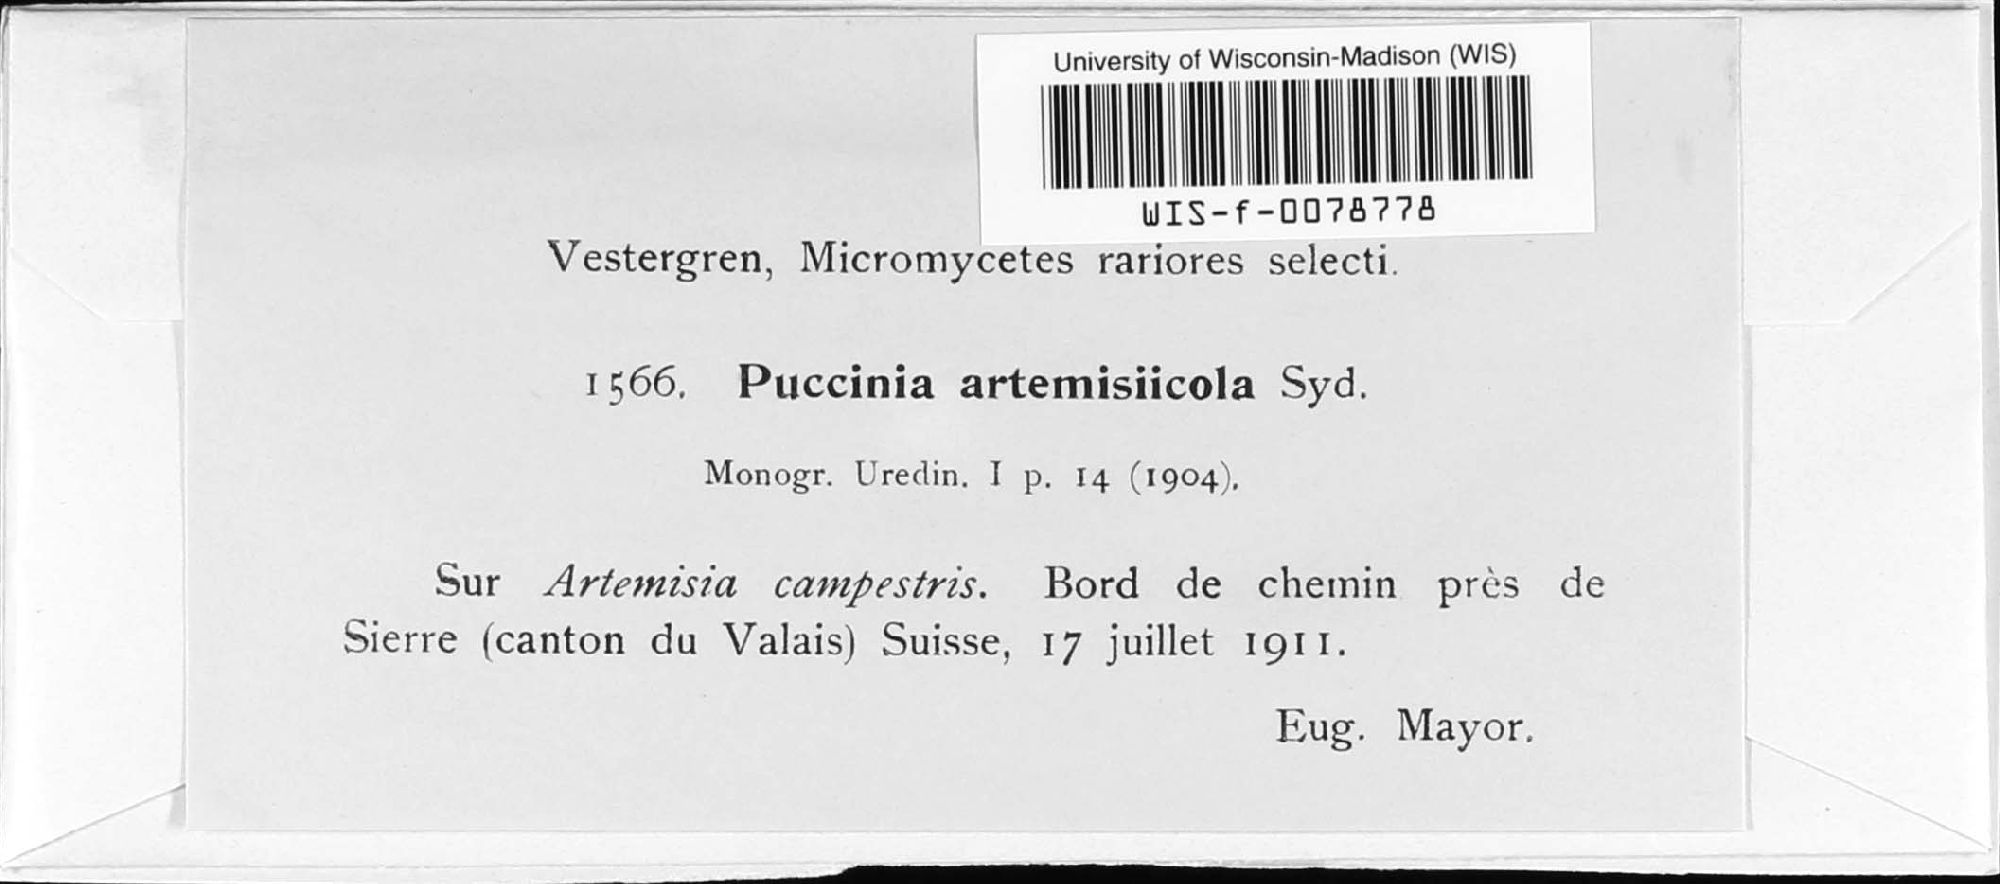 University of Wisconsin-Madison (WIS)
WIS-f-0078778
Vestergren, Micromycetes rariores selecti.
1566. Puccinia artemisiicola Syd.
Monogr. Uredin. I p. 14 (1904).
Sur Artemisia campestris. Bord de chemin près de
Sierre (canton du Valais) Suisse, 17 juillet 1911.
Eug. Mayor.